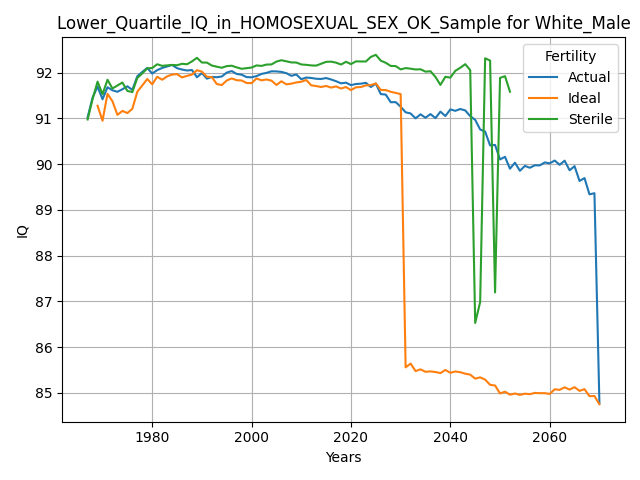 Lower_Quartile_IQ_in_HOMOSEXUAL_SEX_OK_Sample for White_Male
Fertility
Actual
Ideal
Sterile
92
91
90
89
88
87
86
85
IQ
1980 2000 2020 2040 2060
Years